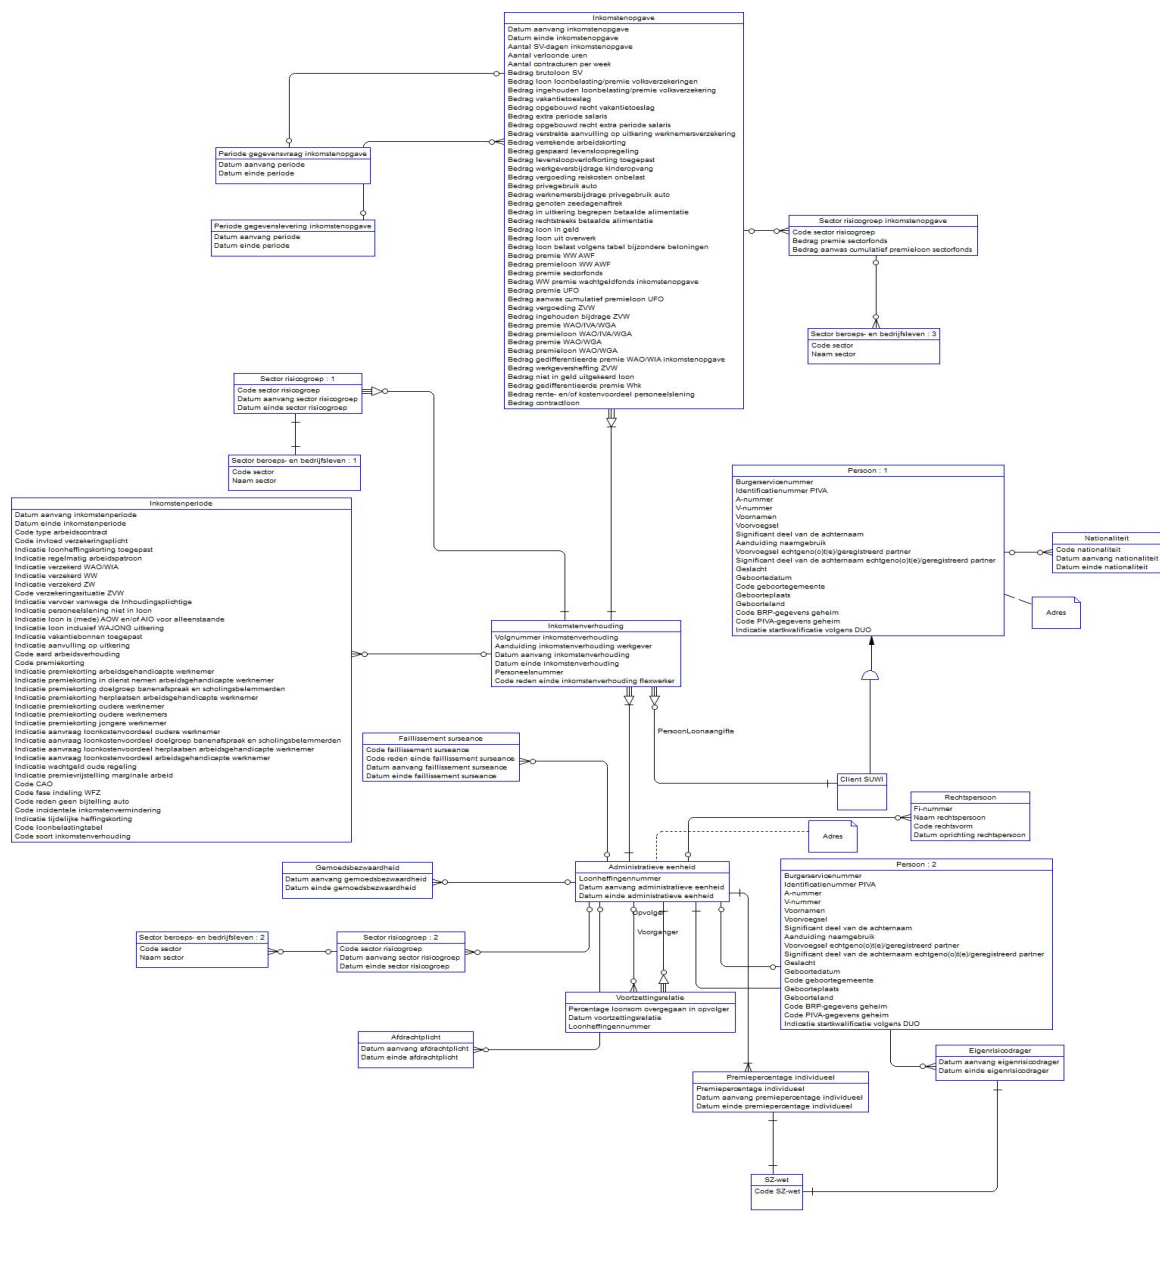 Inkomstenopgave
Datum aanvang inkomstenopgave
Datum einde inkomstenopgave
Aantal SV-dagen inkomstenopgave
Aantal verloonde uren
Aantal contracturen per week
Bedrag brutoloon SV
Bedrag loon loonbelasting/premie volksverzekeringen
Bedrag ingehouden loonbelasting/premie volksverzekering
Bedrag vakantietoeslag
Bedrag opgebouwd recht vakantietoeslag
Bedrag extra periode salaris
Bedrag opgebouwd recht extra periode salaris
Bedrag verstrekte aanvulling op uitkering werknemersverzekering
Bedrag verrekende arbeidskorting
Bedrag gespaard levensloopregeling
Bedrag levensloopverlofkorting toegepast
Bedrag werkgeversbijdrage kinderopvang
Bedrag vergoeding reiskosten onbelast
Bedrag privegebruik auto
Bedrag werknemersbijdrage privegebruik auto
Bedrag genoten zeedagenaftrek
Bedrag in uitkering begrepen betaalde alimentatie
Bedrag rechtstreeks betaalde alimentatie
Bedrag loon in geld
Bedrag loon uit overwerk
Bedrag loon belast volgens tabel bijzondere beloningen
Bedrag premie WW AWF
Bedrag premieloon WW AWF
Bedrag premie sectorfonds
Bedrag WW premie wachtgeldfonds inkomstenopgave
Bedrag premie UFO
Bedrag aanwas cumulatief premieloon UFO
Bedrag vergoeding ZVW
Bedrag ingehouden bijdrage ZVW
Bedrag premie WAO/IVA/WGA
Bedrag premieloon WAO/IVA/WGA
Bedrag premie WAO/WGA
Bedrag premieloon WAO/WGA
Bedrag gedifferentieerde premie WAO/WIA inkomstenopgave
Bedrag werkgeversheffing ZVW
Bedrag niet in geld uitgekeerd loon
Bedrag gedifferentieerde premie Whk
Bedrag rente- en/of kostenvoordeel personeelslening
Bedrag contractloon
Periode gegevensvraag inkomstenopgave
Datum aanvang periode
Datum einde periode
Periode gegevenslevering inkomstenopgave
Datum aanvang periode
Datum einde periode
Sector risicogroep inkomstenopgave
Code sector risicogroep
Bedrag premie sectorfonds
Bedrag aanwas cumulatief premieloon sectorfonds
Sector beroeps- en bedrijfsleven : 3
Code sector
Naam sector
Sector risicogroep : 1
Code sector risicogroep
Datum aanvang sector risicogroep
Datum einde sector risicogroep
Sector beroeps- en bedrijfsleven : 1
Code sector
Naam sector
Inkomstenperiode
Datum aanvang inkomstenperiode
Datum einde inkomstenperiode
Code type arbeidscontract
Code invloed verzekeringsplicht
Indicatie loonheffingskorting toegepast
Indicatie regelmatig arbeidspatroon
Indicatie verzekerd WAO/WIA
Indicatie verzekerd WW
Indicatie verzekerd ZW
Code verzekeringssituatie ZVW
Indicatie vervoer vanwege de Inhoudingsplichtige
Indicatie personeelslening niet in loon
Indicatie loon is (mede) AOW en/of AIO voor alleenstaande
Indicatie loon inclusief WAJONG uitkering
Indicatie vakantiebonnen toegepast
Indicatie aanvulling op uitkering
Code aard arbeidsverhouding
Code premiekorting
Indicatie premiekorting arbeidsgehandicapte werknemer
Indicatie premiekorting in dienst nemen arbeidsgehandicapte werknemer
Indicatie premiekorting doelgroep banenafspraak en scholingsbelemmerden
Indicatie premiekorting herplaatsen arbeidsgehandicapte werknemer
Indicatie premiekorting oudere werknemer
Indicatie premiekorting oudere werknemers
Indicatie premiekorting jongere werknemer
Indicatie aanvraag loonkostenvoordeel oudere werknemer
Indicatie aanvraag loonkostenvoordeel doelgroep banenafspraak en scholingsbelemmerden
Indicatie aanvraag loonkostenvoordeel herplaatsen arbeidsgehandicapte werknemer
Indicatie aanvraag loonkostenvoordeel arbeidsgehandicapte werknemer
Indicatie wachtgeld oude regeling
Indicatie premievrijstelling marginale arbeid
Code CAO
Code fase indeling WFZ
Code reden geen bijtelling auto
Code incidentele inkomstenvermindering
Indicatie tijdelijke heffingskorting
Code loonbelastingtabel
Code soort inkomstenverhouding
Persoon : 1
Burgerservicenummer
Identificatienummer PIVA
A-nummer
V-nummer
Voornamen
Voorvoegsel
Significant deel van de achternaam
Aanduiding naamgebruik
Voorvoegsel echtgeno(o)t(e)/geregistreerd partner
Significant deel van de achternaam echtgeno(o)t(e)/geregistreerd partner
Geslacht
Geboortedatum
Code geboortegemeente
Geboorteplaats
Geboorteland
Code BRP-gegevens geheim
Code PIVA-gegevens geheim
Indicatie startkwalificatie volgens DUO
Nationaliteit
Code nationaliteit
Datum aanvang nationaliteit
Datum einde nationaliteit
Adres
Inkomstenverhouding
Volgnummer inkomstenverhouding
Aanduiding inkomstenverhouding werkgever
Datum aanvang inkomstenverhouding
Datum einde inkomstenverhouding
Personeelsnummer
Code reden einde inkomstenverhouding flexwerker
PersoonLoonaangifte
Faillissement surseance
Code faillissement surseance
Code reden einde faillissement surseance
Datum aanvang faillissement surseance
Datum einde faillissement surseance
Client SUWI
Rechtspersoon
Fi-nummer
Naam rechtspersoon
Code rechtsvorm
Datum oprichting rechtspersoon
Adres
Gemoedsbezwaardheid
Datum aanvang gemoedsbezwaardheid
Datum einde gemoedsbezwaardheid
Administratieve eenheid
Loonheffingennummer
Datum aanvang administratieve eenheid
Datum einde administratieve eenheid
Opvolger
Voorganger
Persoon : 2
Burgerservicenummer
Identificatienummer PIVA
A-nummer
V-nummer
Voornamen
Voorvoegsel
Significant deel van de achternaam
Aanduiding naamgebruik
Voorvoegsel echtgeno(o)t(e)/geregistreerd partner
Significant deel van de achternaam echtgeno(o)t(e)/geregistreerd partner
Geslacht
Geboortedatum
Code geboortegemeente
Geboorteplaats
Geboorteland
Code BRP-gegevens geheim
Code PIVA-gegevens geheim
Indicatie startkwalificatie volgens DUO
Sector beroeps- en bedrijfsleven : 2
Code sector
Naam sector
Sector risicogroep : 2
Code sector risicogroep
Datum aanvang sector risicogroep
Datum einde sector risicogroep
Voortzettingsrelatie
Percentage loonsom overgegaan in opvolger
Datum voortzettingsrelatie
Loonheffingennummer
Afdrachtplicht
Datum aanvang afdrachtplicht
Datum einde afdrachtplicht
Eigenrisicodrager
Datum aanvang eigenrisicodrager
Datum einde eigenrisicodrager
Premiepercentage individueel
Premiepercentage individueel
Datum aanvang premiepercentage individueel
Datum einde premiepercentage individueel
SZ-wet
Code SZ-wet